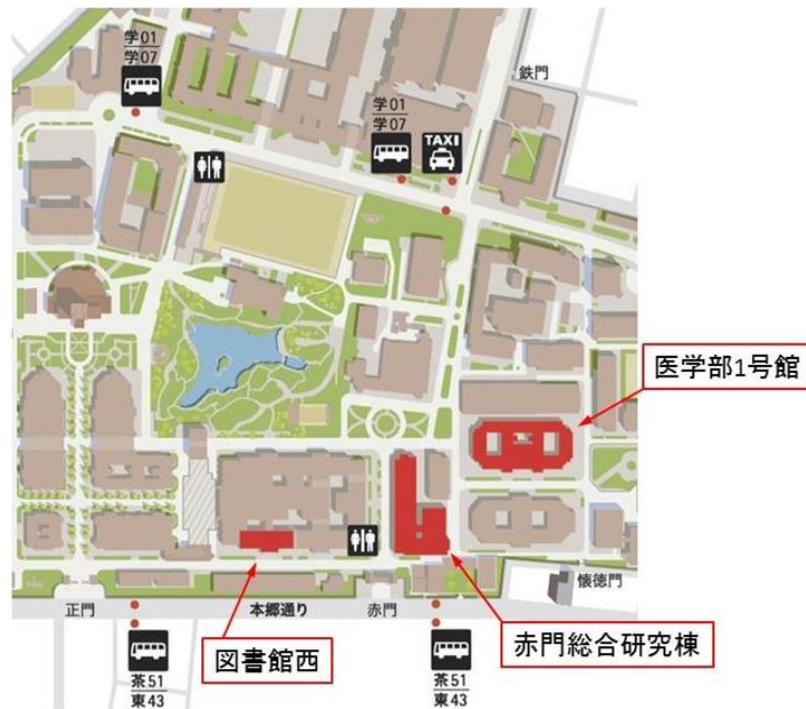 学01
学07
鉄門
学01
学07
TAXI
医学部1号館
懐徳門
正門
本郷通り
赤門
図書館西
赤門総合研究棟
茶51
東43
茶51
東43